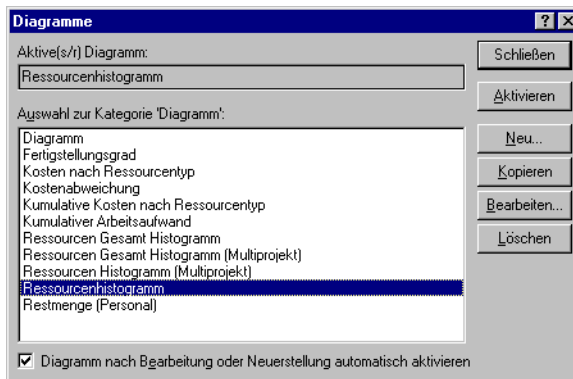 Diagramme
Aktive(s/r) Diagramm:
Ressourcenhistogramm
Auswahl zur Kategorie 'Diagramm':
Diagramm
Fertigstellungsgrad
Kosten nach Ressourcentyp
Kostenabweichung
Kumulative Kosten nach Ressourcentyp
Kumulativer Arbeitsaufwand
Ressourcen Gesamt Histogramm
Ressourcen Gesamt Histogramm (Multiprojekt)
Ressourcen Histogramm (Multiprojekt)
Ressourcenhistogramm
Restmenge (Personal)
Diagramm nach Bearbeitung oder Neuerstellung automatisch aktivieren
Schließen
Aktivieren
Neu...
Kopieren
Bearbeiten...
Löschen